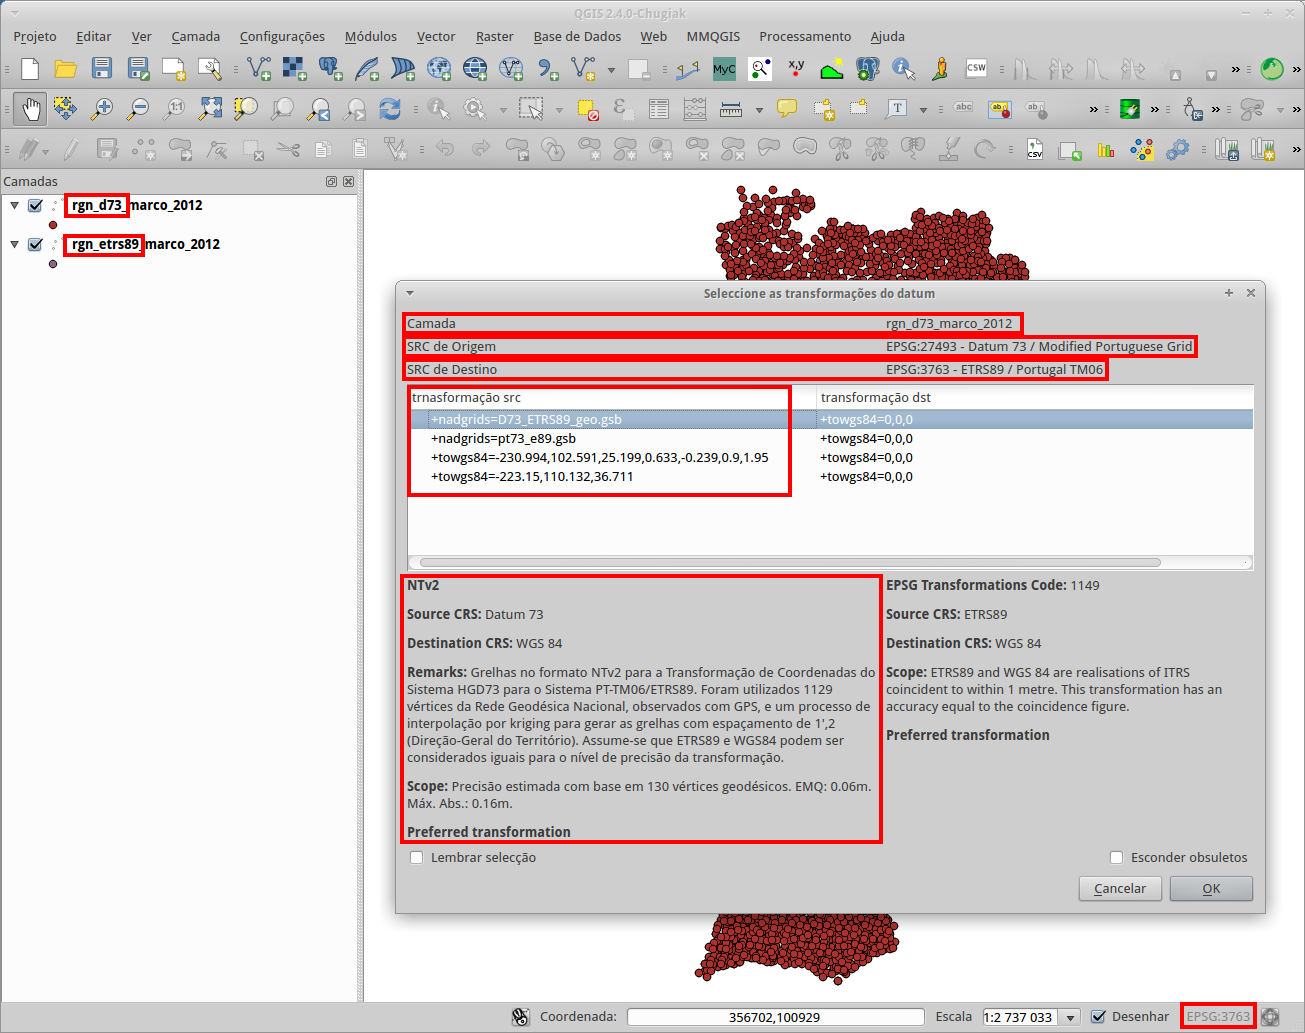 QGIS 2.4.0-Chugiak
Projeto Editar Ver Camada Configurações Módulos Vector Raster Base de Dados Web MMQGIS Processamento Ajuda
MyC x,y CSW »
1:1 T abc ab abc » » » »
CSV »
Camadas
rgn_d73_marco_2012
rgn_etrs89_marco_2012
Seleccione as transformações do datum
Camada rgn_d73_marco_2012
SRC de Origem EPSG:27493 - Datum 73 / Modified Portuguese Grid
SRC de Destino EPSG:3763 - ETRS89 / Portugal TM06
trnasformação src transformação dst
+nadgrids=D73_ETRS89_geo.gsb +towgs84=0,0,0
+nadgrids=pt73_e89.gsb +towgs84=0,0,0
+towgs84=-230.994,102.591,25.199,0.633,-0.239,0.9,1.95 +towgs84=0,0,0
+towgs84=-223.15,110.132,36.711 +towgs84=0,0,0
NTv2
Source CRS: Datum 73
Destination CRS: WGS 84
Remarks: Grelhas no formato NTv2 para a Transformação de Coordenadas do
Sistema HGD73 para o Sistema PT-TM06/ETRS89. Foram utilizados 1129
vértices da Rede Geodésica Nacional, observados com GPS, e um processo de
interpolação por kriging para gerar as grelhas com espaçamento de 1',2
(Direção-Geral do Território). Assume-se que ETRS89 e WGS84 podem ser
considerados iguais para o nível de precisão da transformação.
Scope: Precisão estimada com base em 130 vértices geodésicos. EMQ: 0.06m.
Máx. Abs.: 0.16m.
Preferred transformation
EPSG Transformations Code: 1149
Source CRS: ETRS89
Destination CRS: WGS 84
Scope: ETRS89 and WGS 84 are realisations of ITRS
coincident to within 1 metre. This transformation has an
accuracy equal to the coincidence figure.
Preferred transformation
Lembrar selecção Esconder obsuletos
Cancelar OK
Coordenada: 356702,100929 Escala 1:2 737 033 Desenhar EPSG:3763